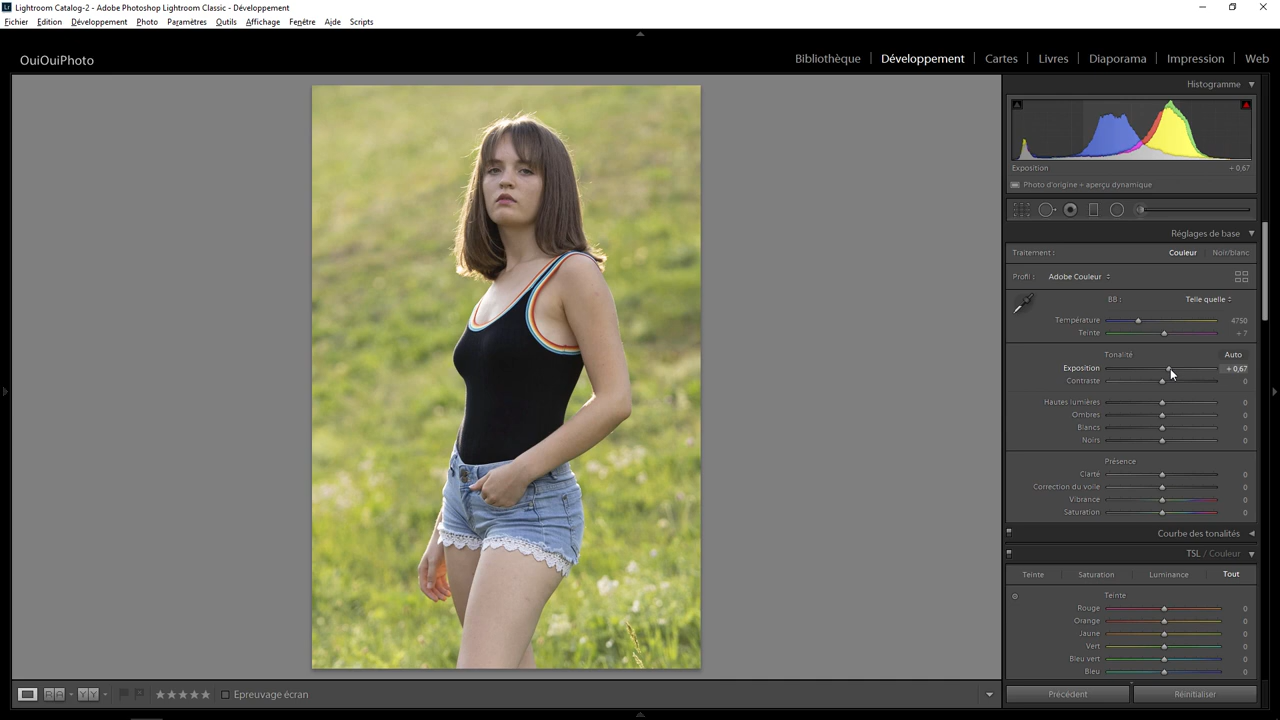 Lightroom Catalog-2 - Adobe Photoshop Lightroom Classic - Développement
Fichier Edition Développement Photo Paramètres Outils Affichage Fenêtre Aide Scripts
OuiOuiPhoto
Bibliothèque | Développement | Cartes | Livres | Diaporama | Impression | Web
Histogramme
Exposition + 0,67
Photo d'origine + aperçu dynamique
Réglages de base
Traitement : Couleur Noir/blanc
Profil : Adobe Couleur
BB : Telle quelle
Température 4750
Teinte + 7
Tonalité Auto
Exposition + 0,67
Contraste 0
Hautes lumières 0
Ombres 0
Blancs 0
Noirs 0
Présence
Clarté 0
Correction du voile 0
Vibrance 0
Saturation 0
Courbe des tonalités
TSL / Couleur
Teinte Saturation Luminance Tout
Teinte
Rouge 0
Orange 0
Jaune 0
Vert 0
Bleu vert 0
Bleu 0
Epreuvage écran
Précédent Réinitialiser